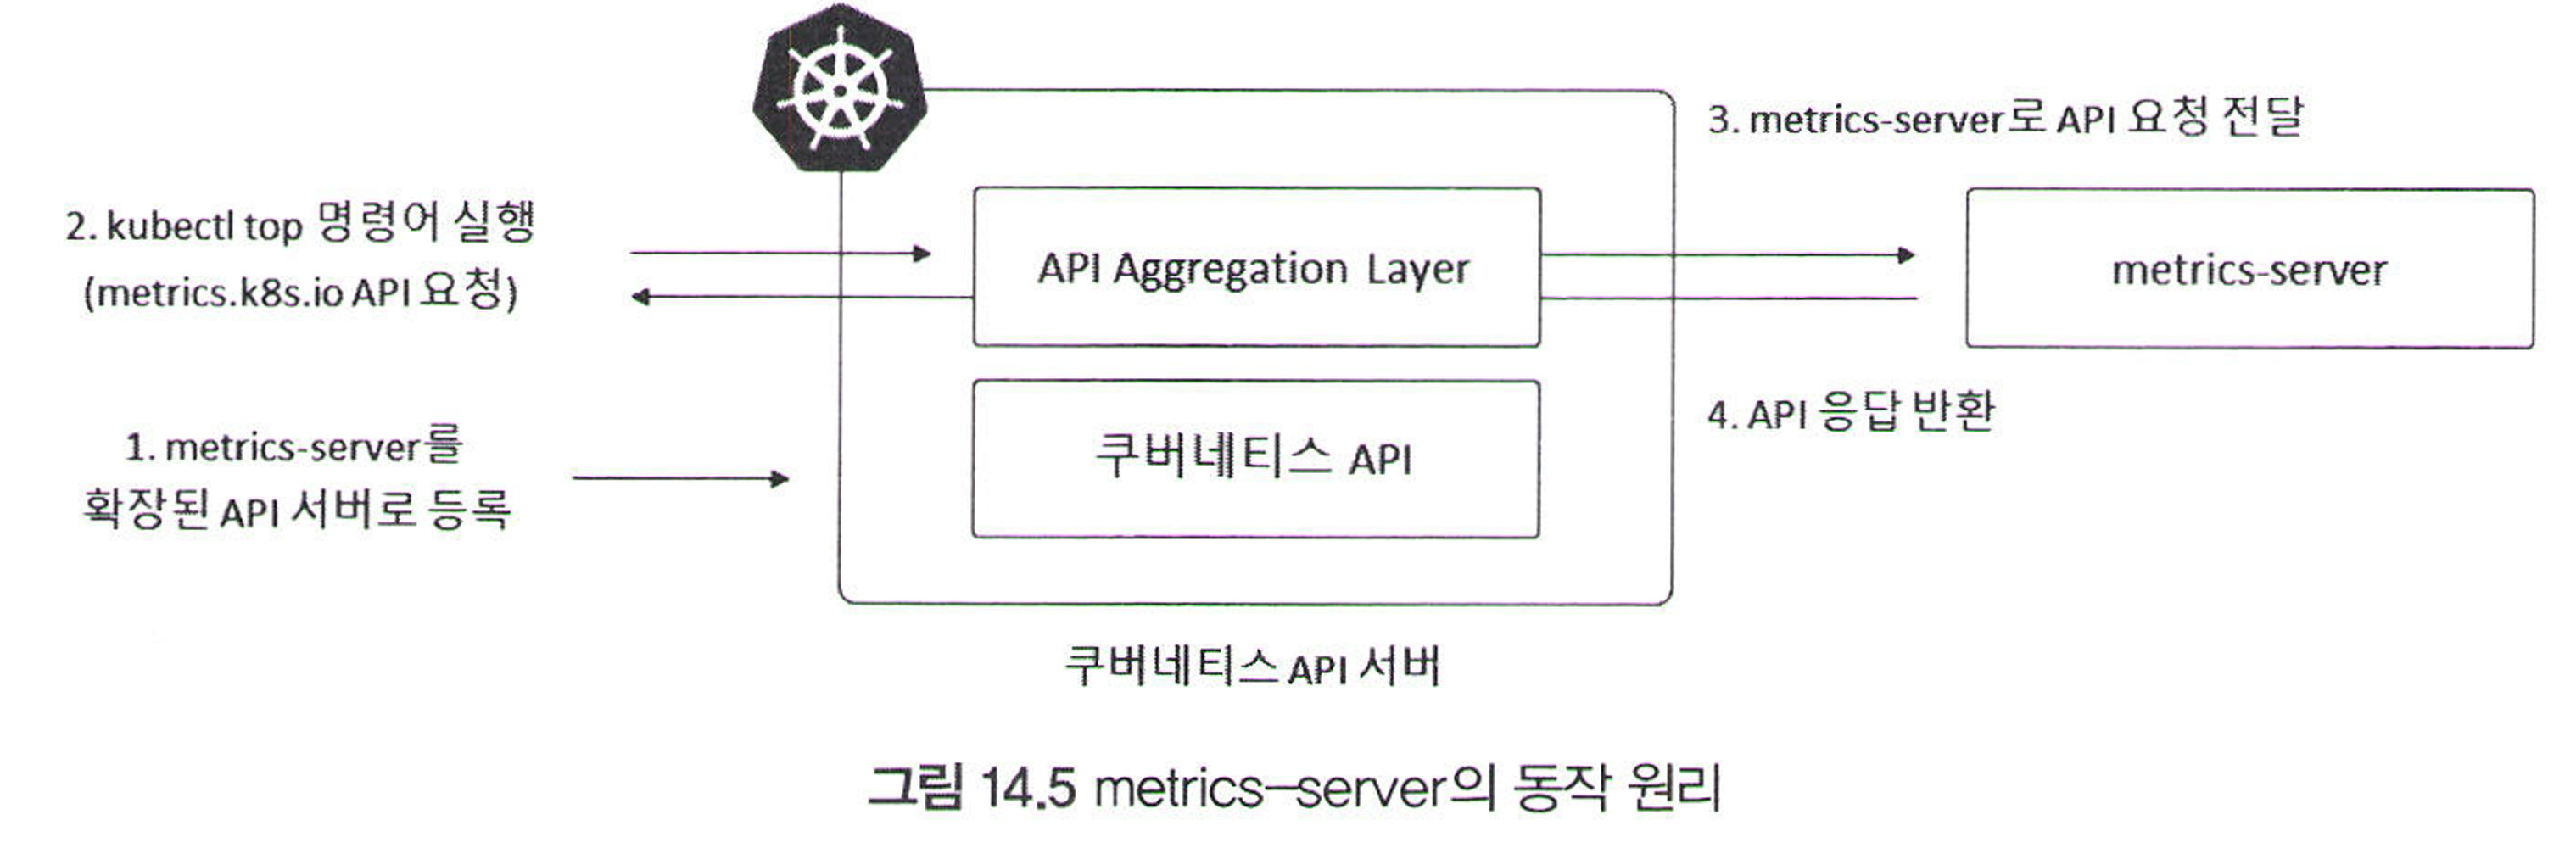 3. metrics-server로 API 요청 전달
2. kubectl top 명령어 실행
(metrics.k8s.io API 요청)
API Aggregation Layer
metrics-server
1. metrics-server를
확장된 API 서버로 등록
쿠버네티스 API
4. API 응답 반환
쿠버네티스 API 서버
그림 14.5 metrics-server의 동작 원리